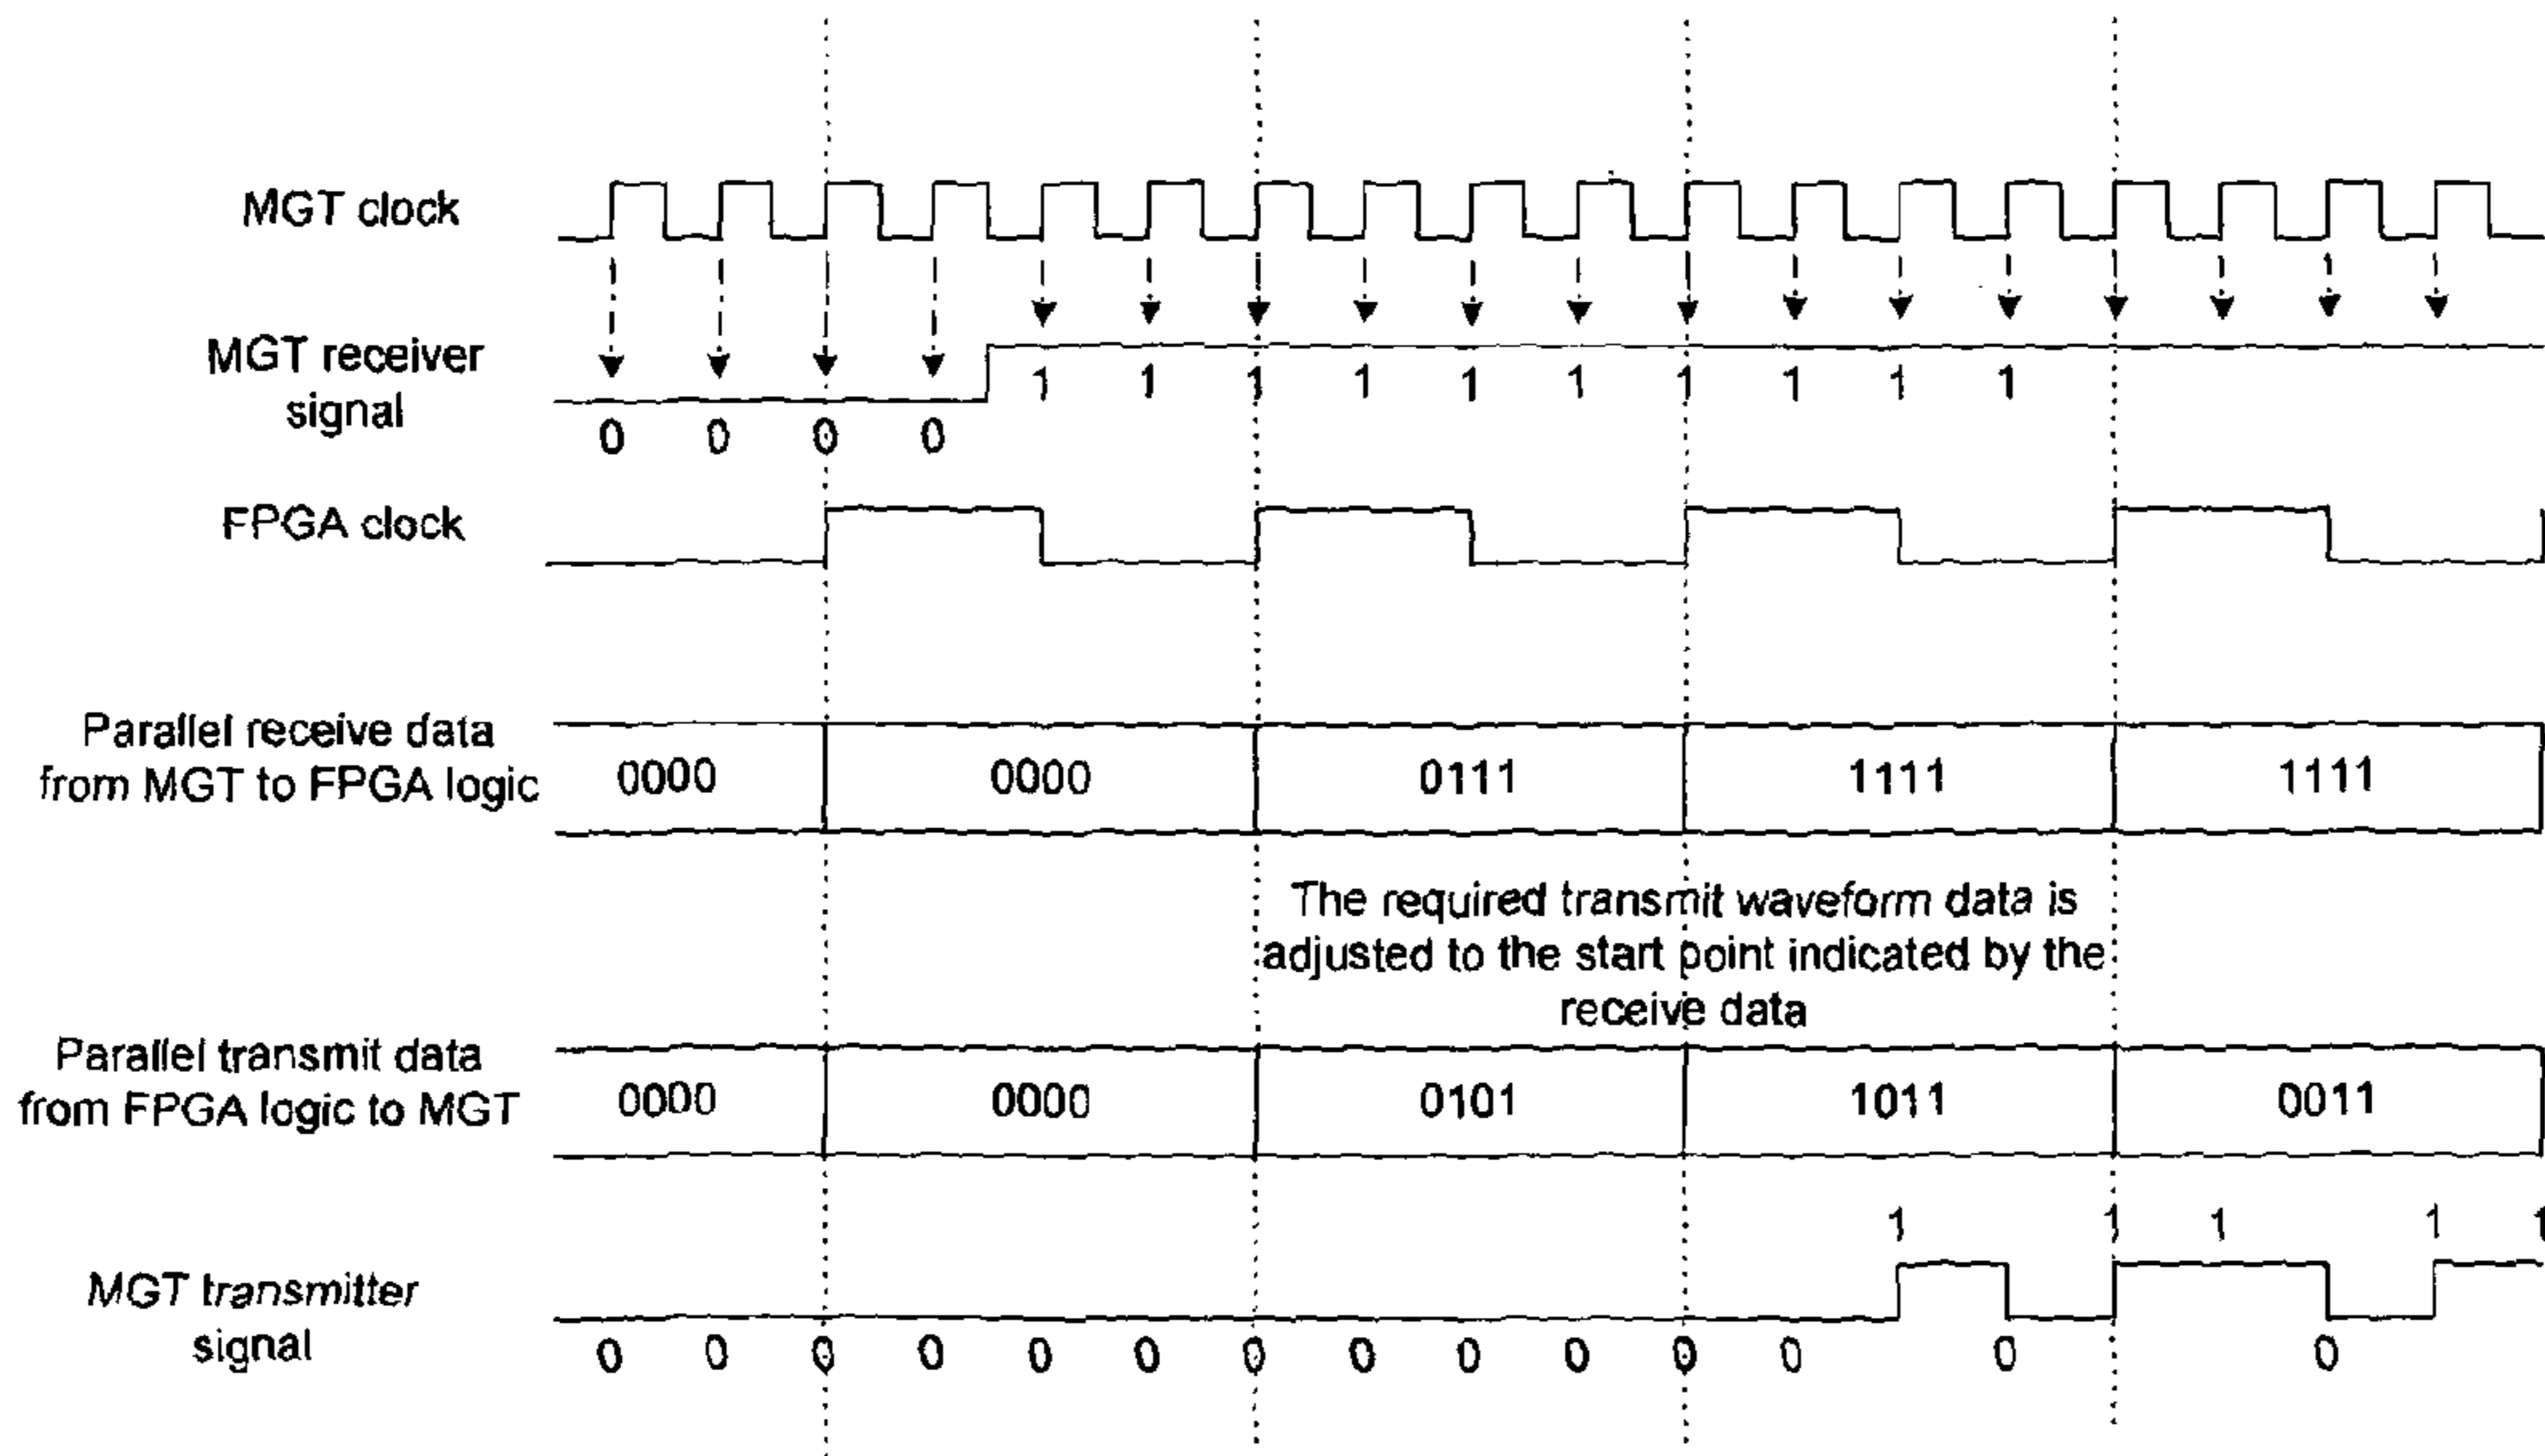 MGT clock
MGT receiver
signal
1 1 1 1 1 1 1 1 1 1
0 0 0 0
FPGA clock
Parallel receive data
from MGT to FPGA logic
0000 0000 0111 1111 1111
The required transmit waveform data is
adjusted to the start point indicated by the
receive data
Parallel transmit data
from FPGA logic to MGT
0000 0000 0101 1011 0011
1 1 1 1 1
MGT transmitter
signal
0 0 0 0 0 0 0 0 0 0 0 0 0 0